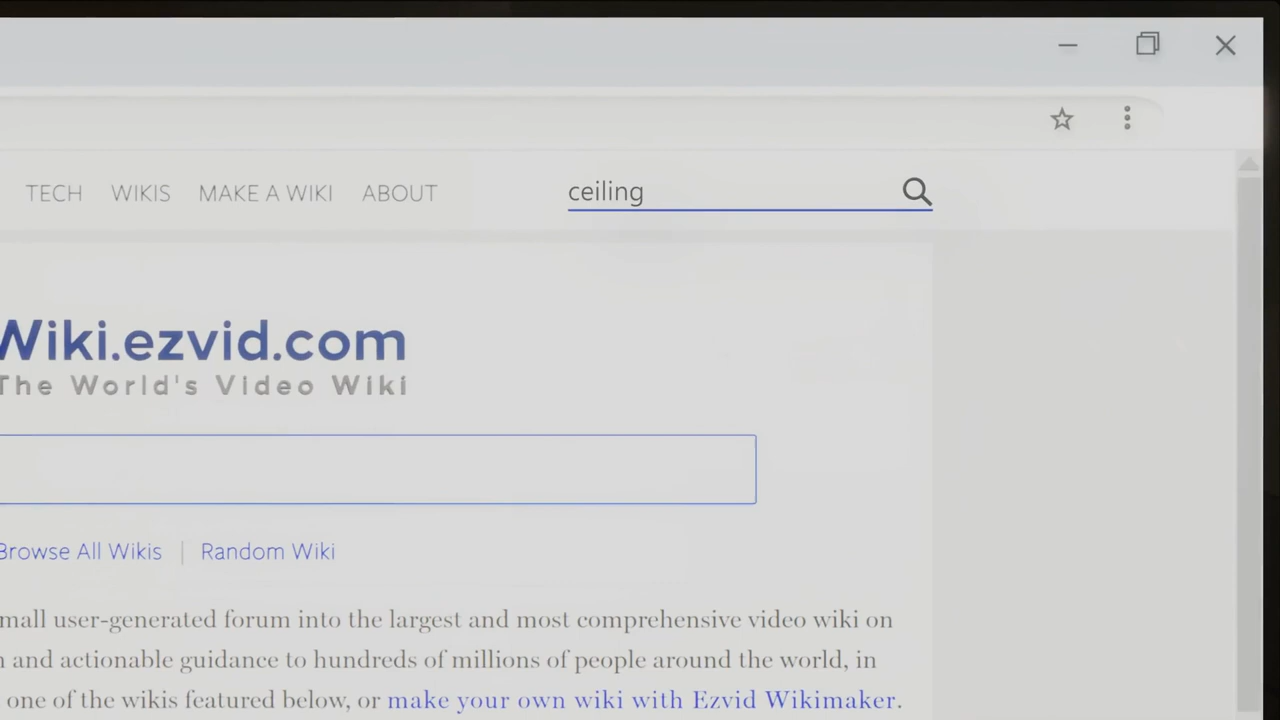 TECH WIKIS MAKE A WIKI ABOUT ceiling
Wiki.ezvid.com
The World's Video Wiki
Browse All Wikis | Random Wiki
user-generated forum into the largest and most comprehensive video wiki on
and actionable guidance to hundreds of millions of people around the world, in
one of the wikis featured below, or make your own wiki with Ezvid Wikimaker.